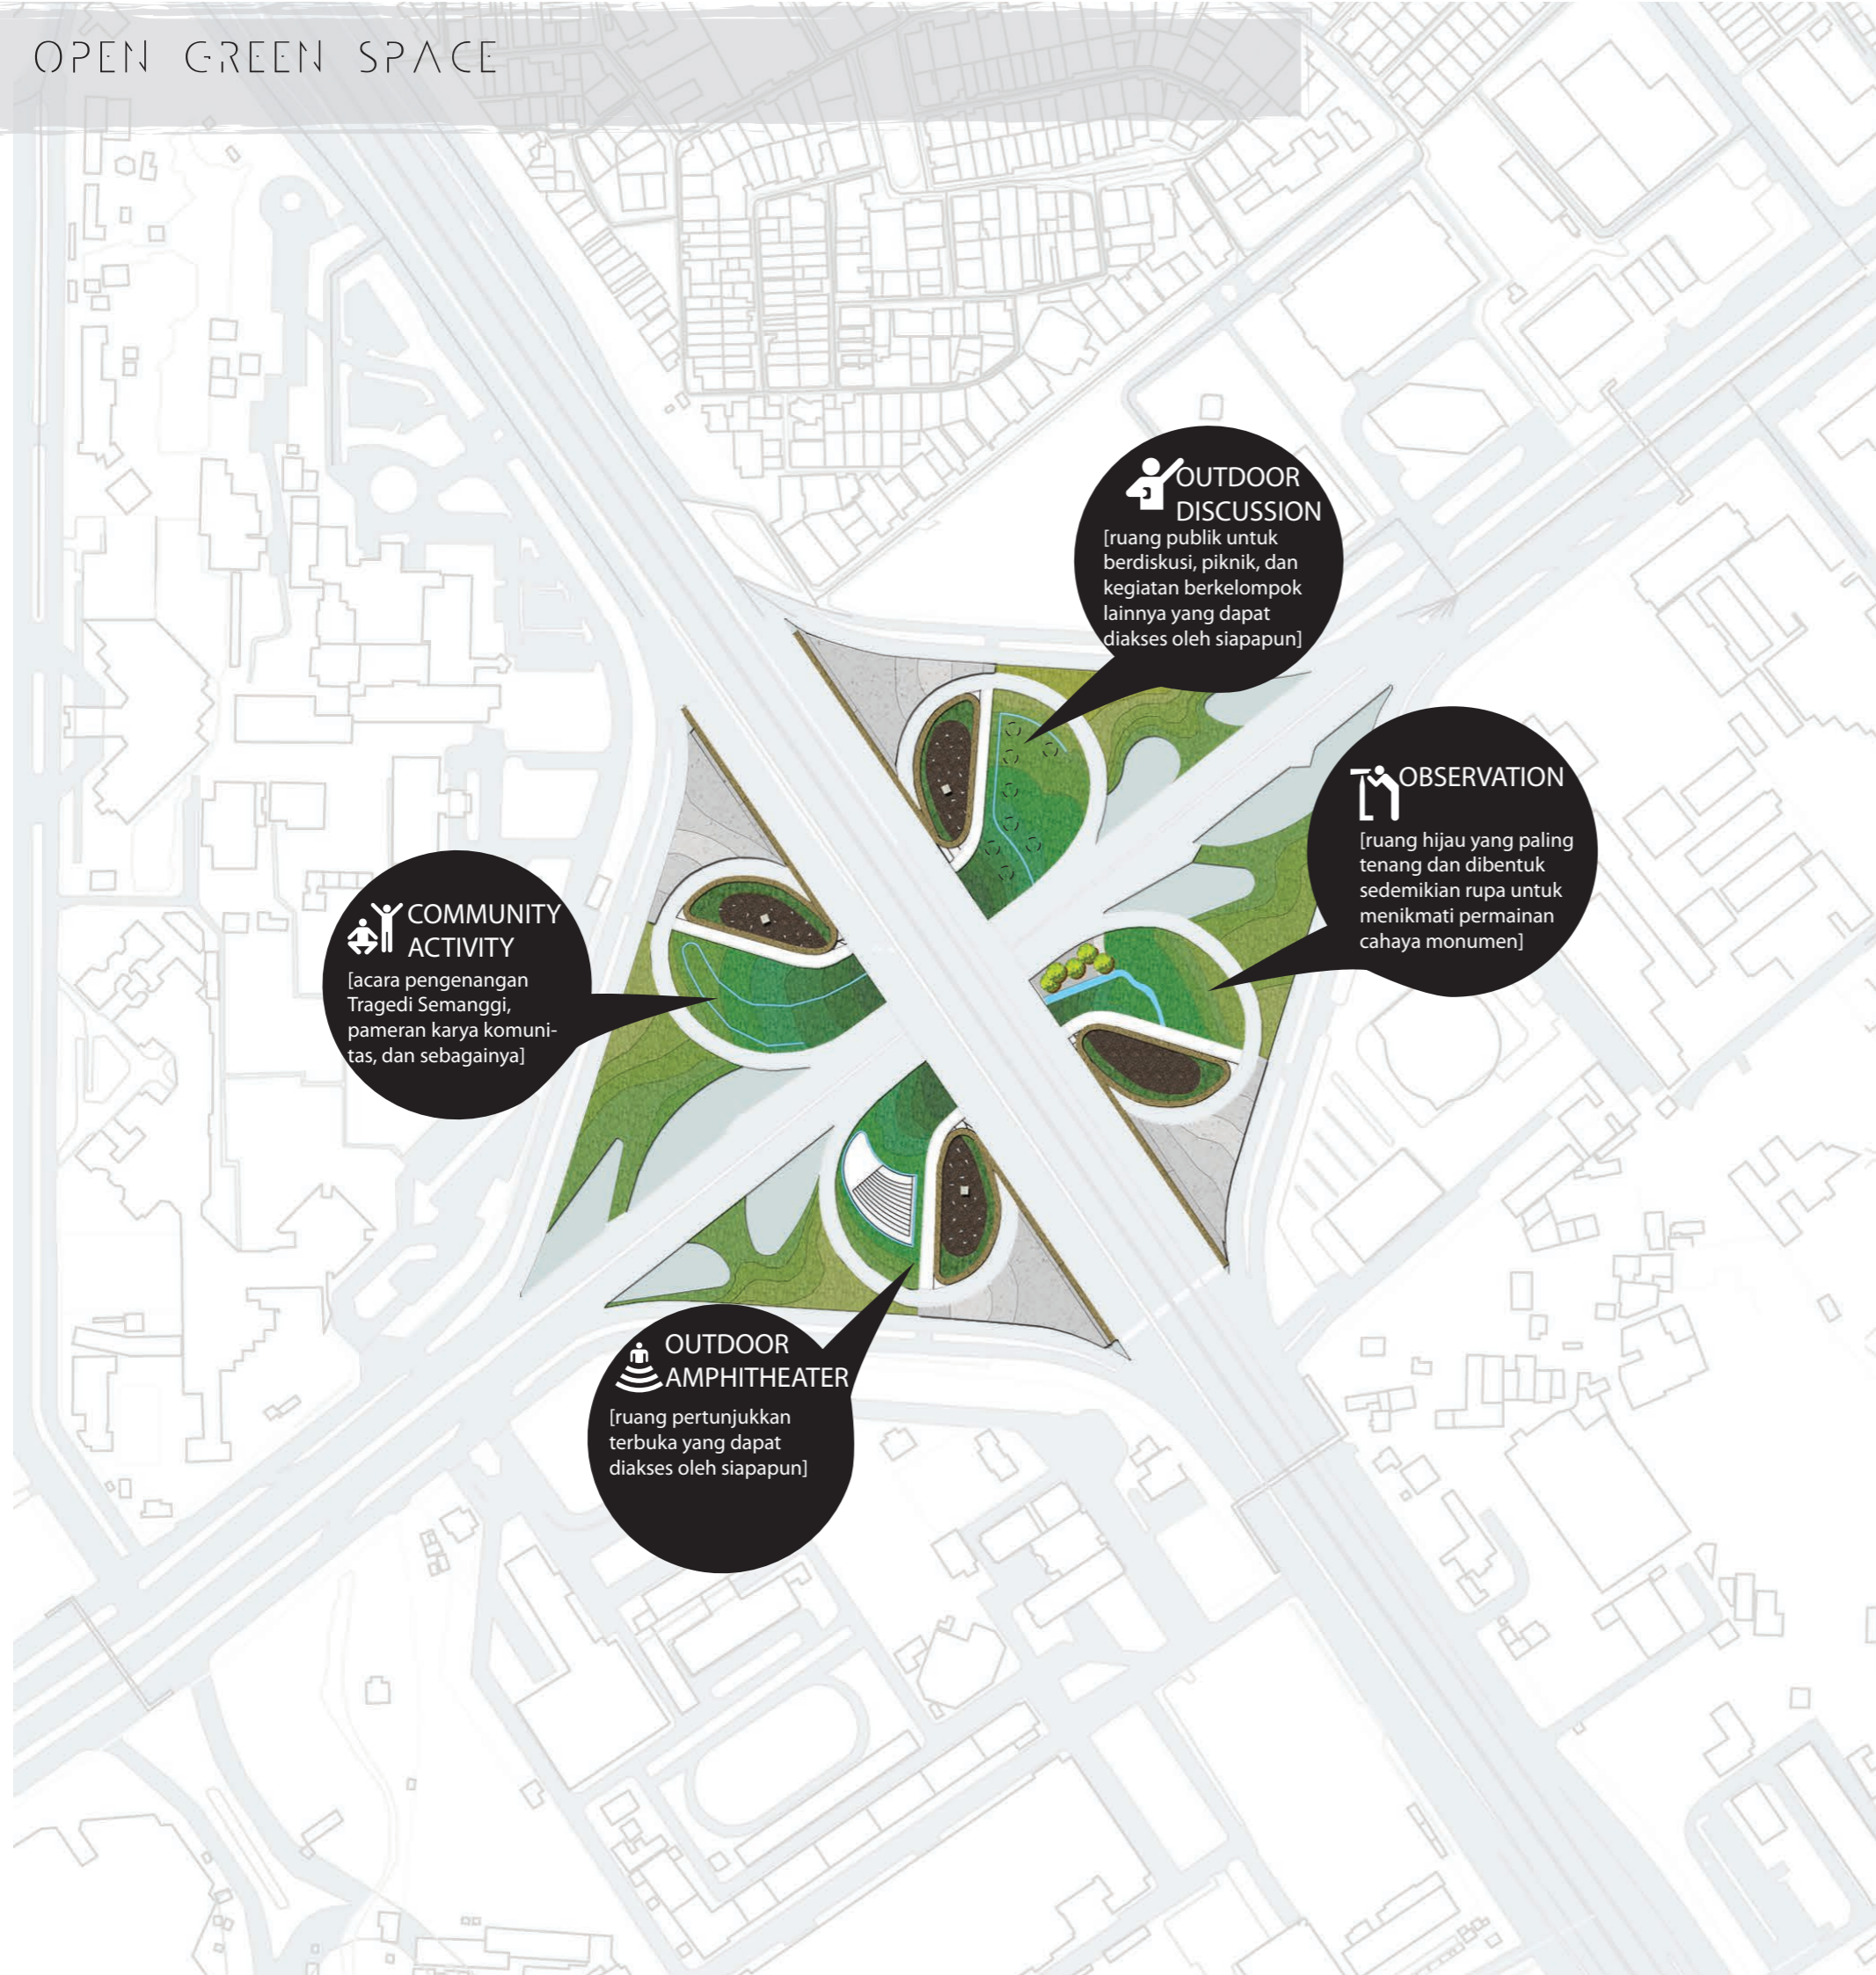 OPEN GREEN SPACE
OUTDOOR
DISCUSSION
[ruang publik untuk
berdiskusi, piknik, dan
kegiatan berkelompok
lainnya yang dapat
diakses oleh siapapun]
OBSERVATION
[ruang hijau yang paling
tenang dan dibentuk
sedemikian rupa untuk
menikmati permainan
cahaya monumen]
COMMUNITY
ACTIVITY
[acara pengenangan
Tragedi Semanggi,
pameran karya komuni-
tas, dan sebagainya]
OUTDOOR
AMPHITHEATER
[ruang pertunjukkan
terbuka yang dapat
diakses oleh siapapun]